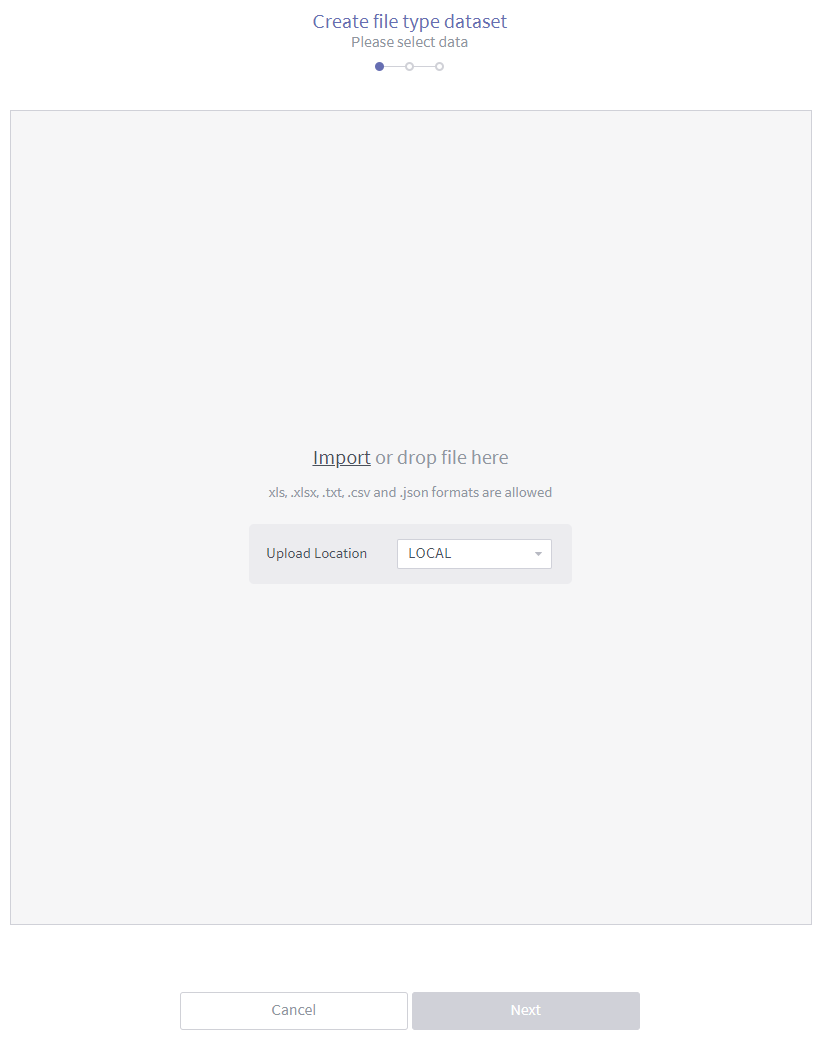 Create file type dataset
Please select data
Import or drop file here
xls, .xlsx, .txt, .csv and .json formats are allowed
Upload Location LOCAL
Cancel Next